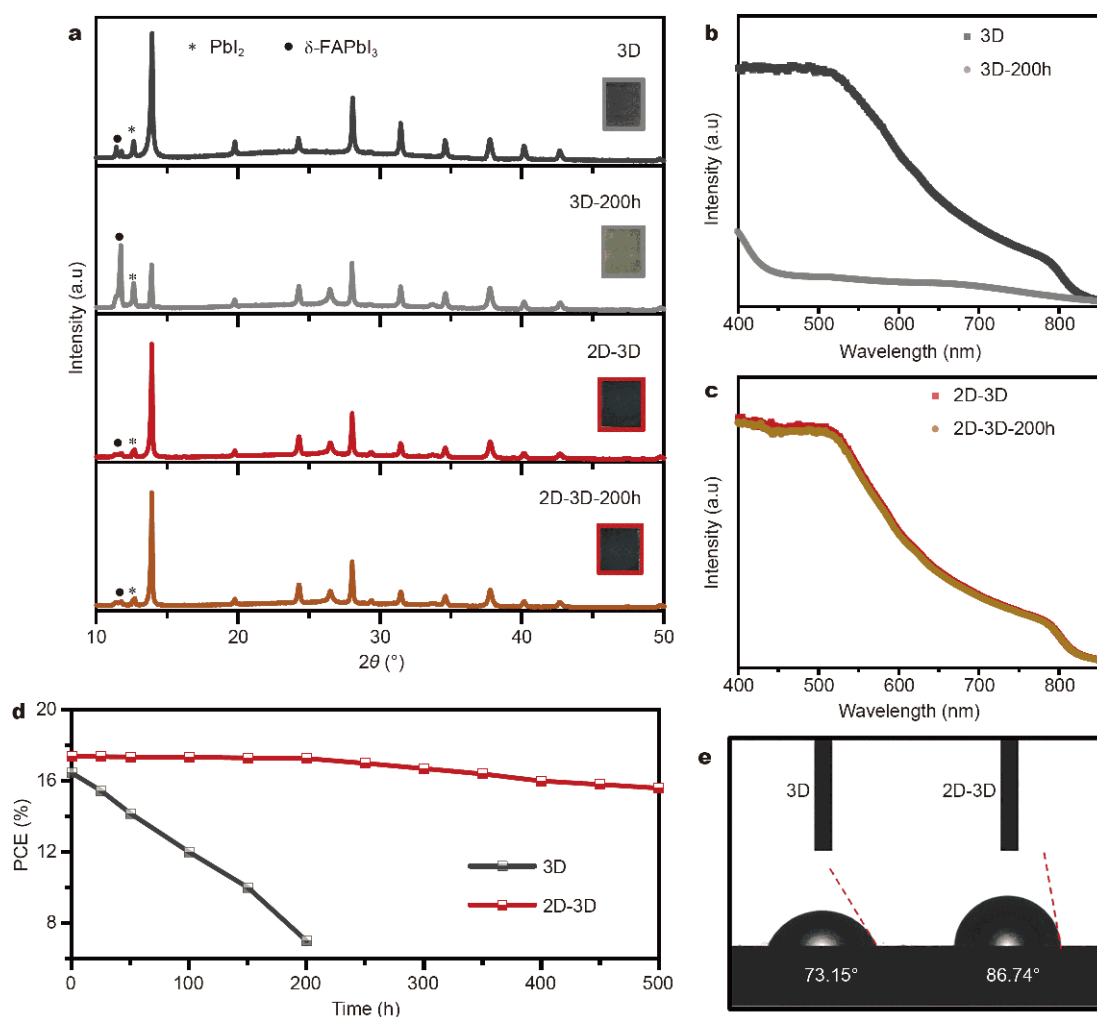 a
* PbI₂
● δ-FAPbI₃
3D
3D-200h
2D-3D
2D-3D-200h
Intensity (a.u)
10 20 30 40 50
2θ (°)
b
3D
3D-200h
Intensity (a.u)
400 500 600 700 800
Wavelength (nm)
c
2D-3D
2D-3D-200h
Intensity (a.u)
400 500 600 700 800
Wavelength (nm)
d
20
16
12
8
PCE (%)
3D
2D-3D
0 100 200 300 400 500
Time (h)
e
3D
2D-3D
73.15°
86.74°